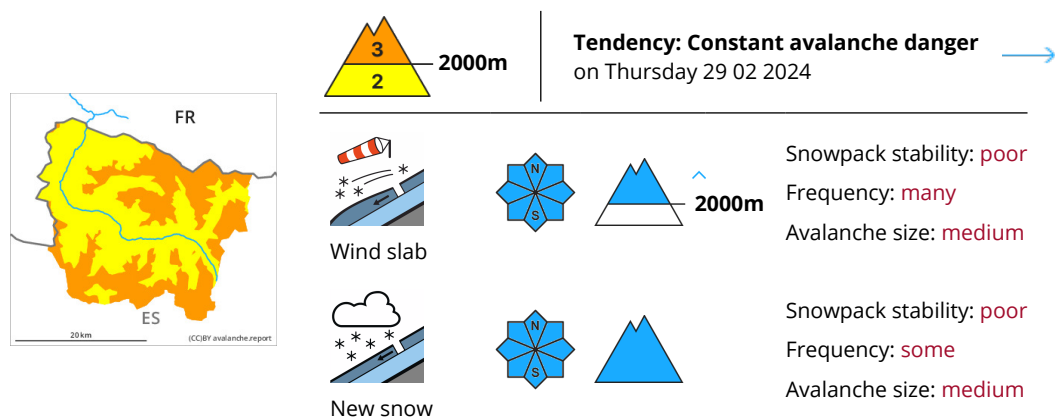 3
2
2000m
Tendency: Constant avalanche danger
on Thursday 29 02 2024
FR
ES
20 km
(CC)BY avalanche.report
N
S
2000m
Wind slab
Snowpack stability: poor
Frequency: many
Avalanche size: medium
N
S
New snow
Snowpack stability: poor
Frequency: some
Avalanche size: medium